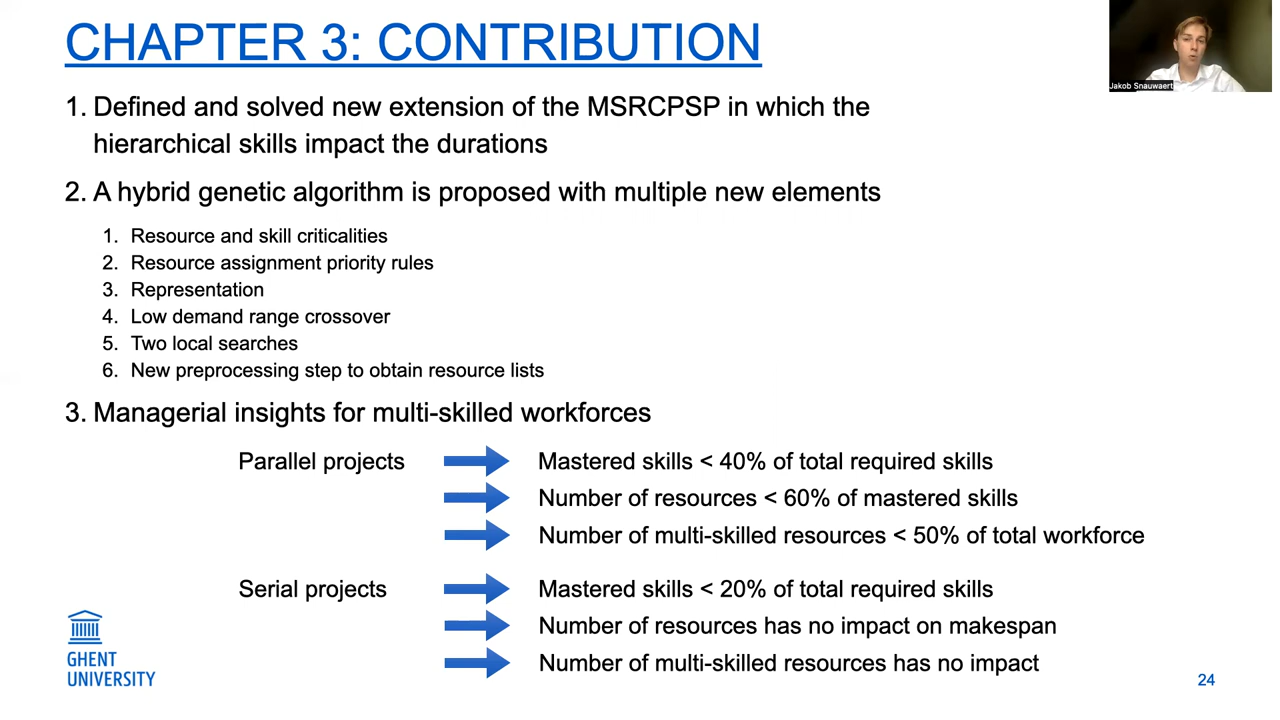 CHAPTER 3: CONTRIBUTION
Jakob Snauwaert
1. Defined and solved new extension of the MSRCPSP in which the
hierarchical skills impact the durations
2. A hybrid genetic algorithm is proposed with multiple new elements
1. Resource and skill criticalities
2. Resource assignment priority rules
3. Representation
4. Low demand range crossover
5. Two local searches
6. New preprocessing step to obtain resource lists
3. Managerial insights for multi-skilled workforces
Parallel projects Mastered skills < 40% of total required skills
Number of resources < 60% of mastered skills
Number of multi-skilled resources < 50% of total workforce
Serial projects Mastered skills < 20% of total required skills
Number of resources has no impact on makespan
Number of multi-skilled resources has no impact
GHENT
UNIVERSITY
24